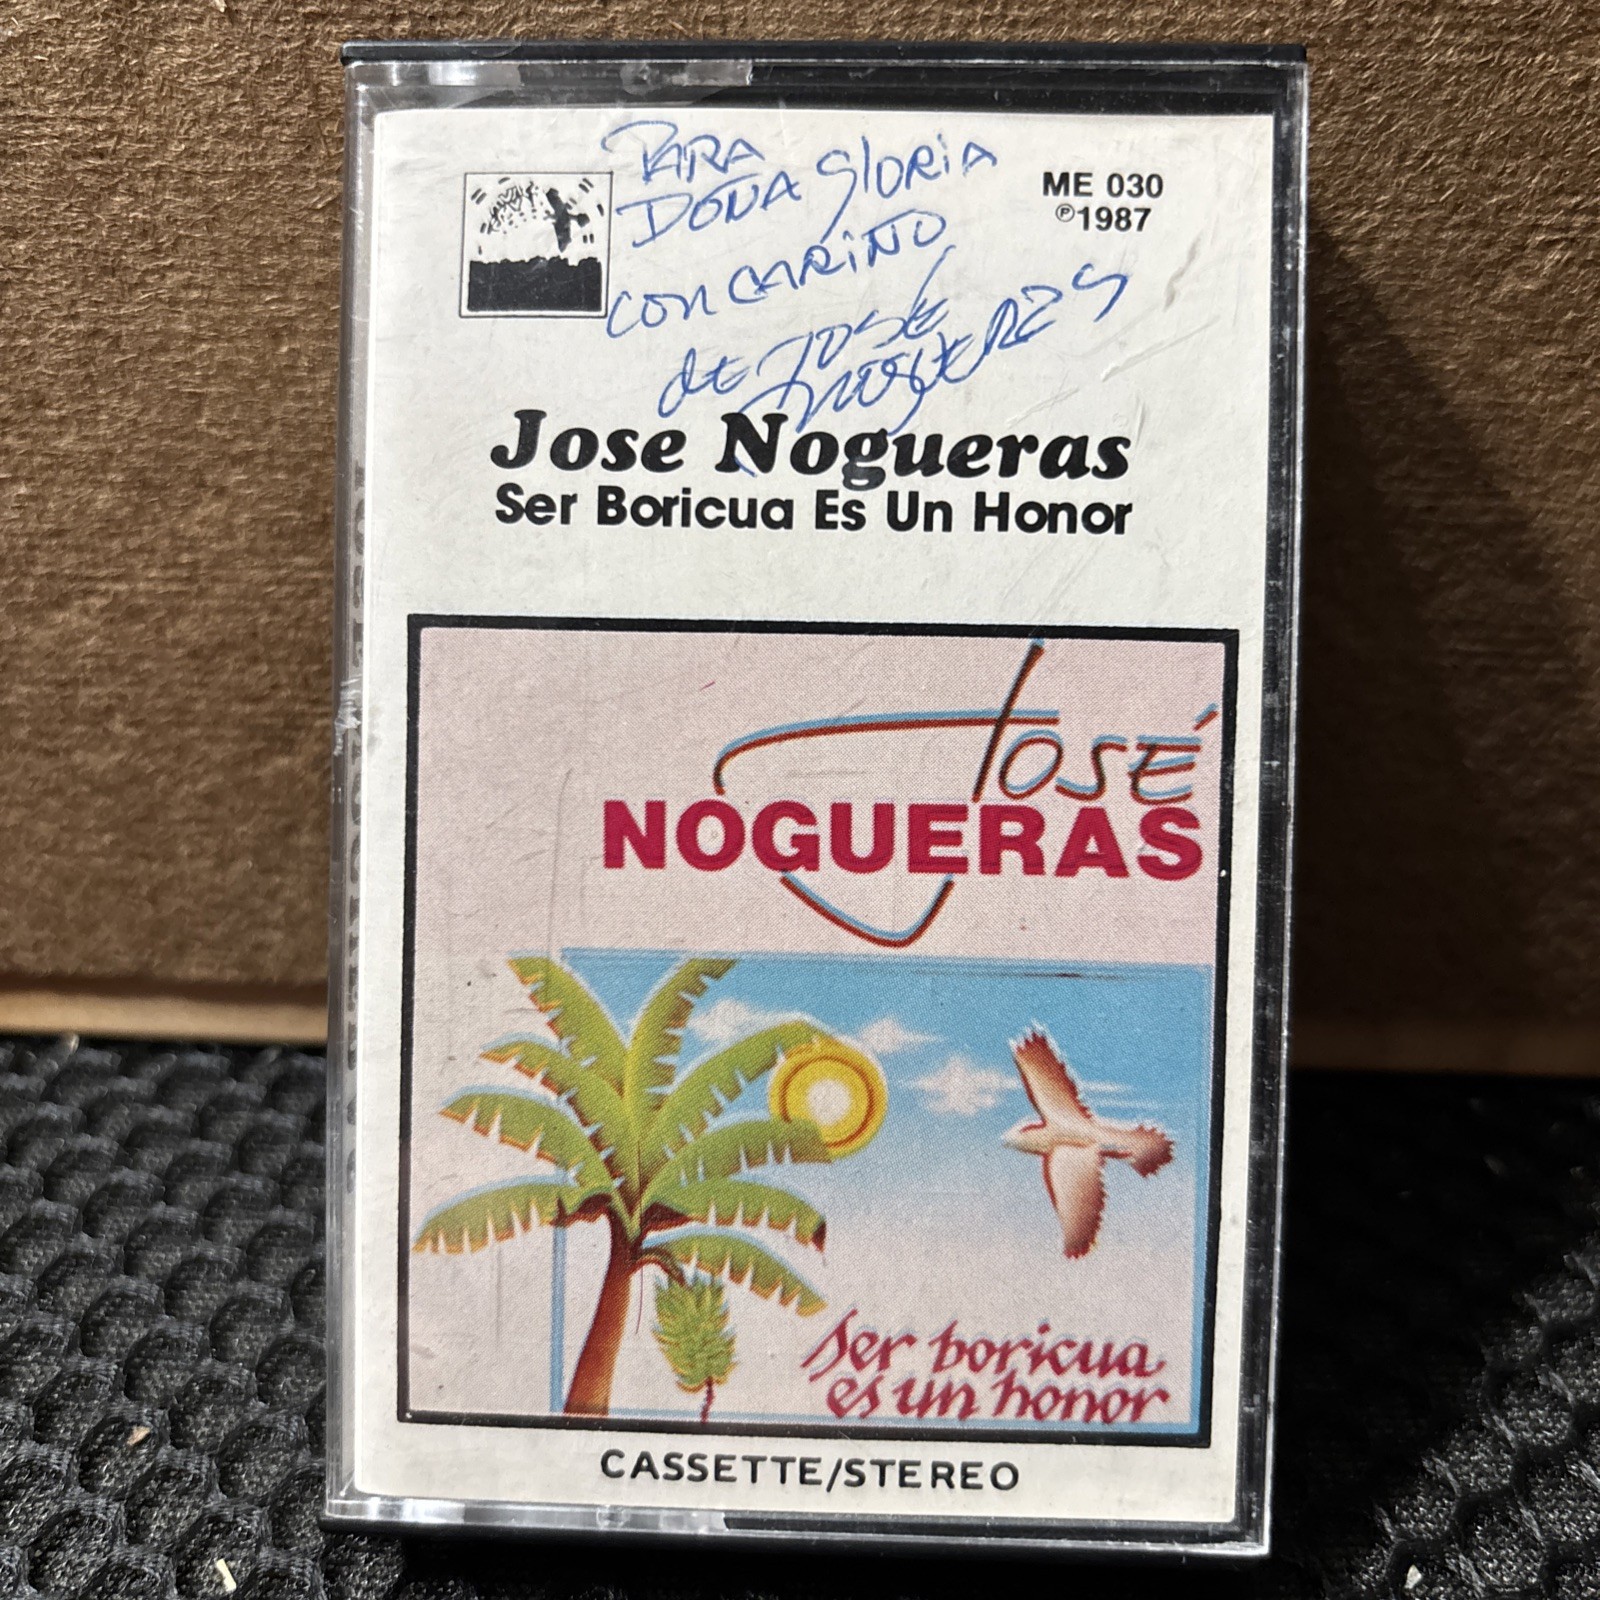 PARA
DOÑA GLORIA
CON CARIÑO
de JOSÉ
NOGUERAS
ME 030
℗1987
Jose Nogueras
Ser Boricua Es Un Honor
José
NOGUERAS
ser boricua
es un honor
CASSETTE/STEREO